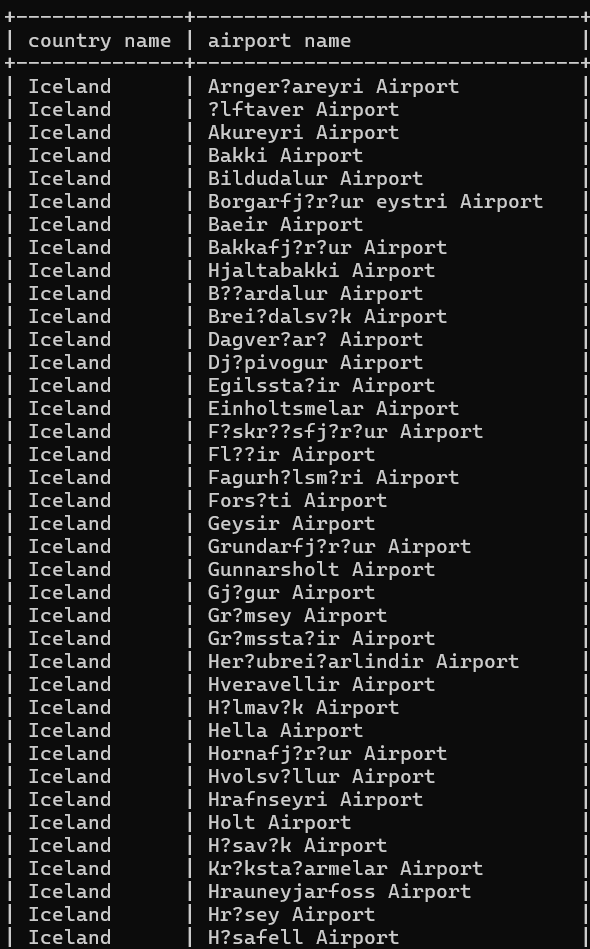 +--------------+--------------------------------+
| country name | airport name                   |
+--------------+--------------------------------+
| Iceland      | Arnger?areyri Airport          |
| Iceland      | ?lftaver Airport               |
| Iceland      | Akureyri Airport               |
| Iceland      | Bakki Airport                  |
| Iceland      | Bildudalur Airport             |
| Iceland      | Borgarfj?r?ur eystri Airport   |
| Iceland      | Baeir Airport                  |
| Iceland      | Bakkafj?r?ur Airport           |
| Iceland      | Hjaltabakki Airport            |
| Iceland      | B??ardalur Airport             |
| Iceland      | Brei?dalsv?k Airport           |
| Iceland      | Dagver?ar? Airport             |
| Iceland      | Dj?pivogur Airport             |
| Iceland      | Egilssta?ir Airport            |
| Iceland      | Einholtsmelar Airport          |
| Iceland      | F?skr??sfj?r?ur Airport        |
| Iceland      | Fl??ir Airport                 |
| Iceland      | Fagurh?lsm?ri Airport          |
| Iceland      | Fors?ti Airport                |
| Iceland      | Geysir Airport                 |
| Iceland      | Grundarfj?r?ur Airport         |
| Iceland      | Gunnarsholt Airport            |
| Iceland      | Gj?gur Airport                 |
| Iceland      | Gr?msey Airport                |
| Iceland      | Gr?mssta?ir Airport            |
| Iceland      | Her?ubrei?arlindir Airport     |
| Iceland      | Hveravellir Airport            |
| Iceland      | H?lmav?k Airport               |
| Iceland      | Hella Airport                  |
| Iceland      | Hornafj?r?ur Airport           |
| Iceland      | Hvolsv?llur Airport            |
| Iceland      | Hrafnseyri Airport             |
| Iceland      | Holt Airport                   |
| Iceland      | H?sav?k Airport                |
| Iceland      | Kr?ksta?armelar Airport        |
| Iceland      | Hrauneyjarfoss Airport         |
| Iceland      | Hr?sey Airport                 |
| Iceland      | H?safell Airport               |